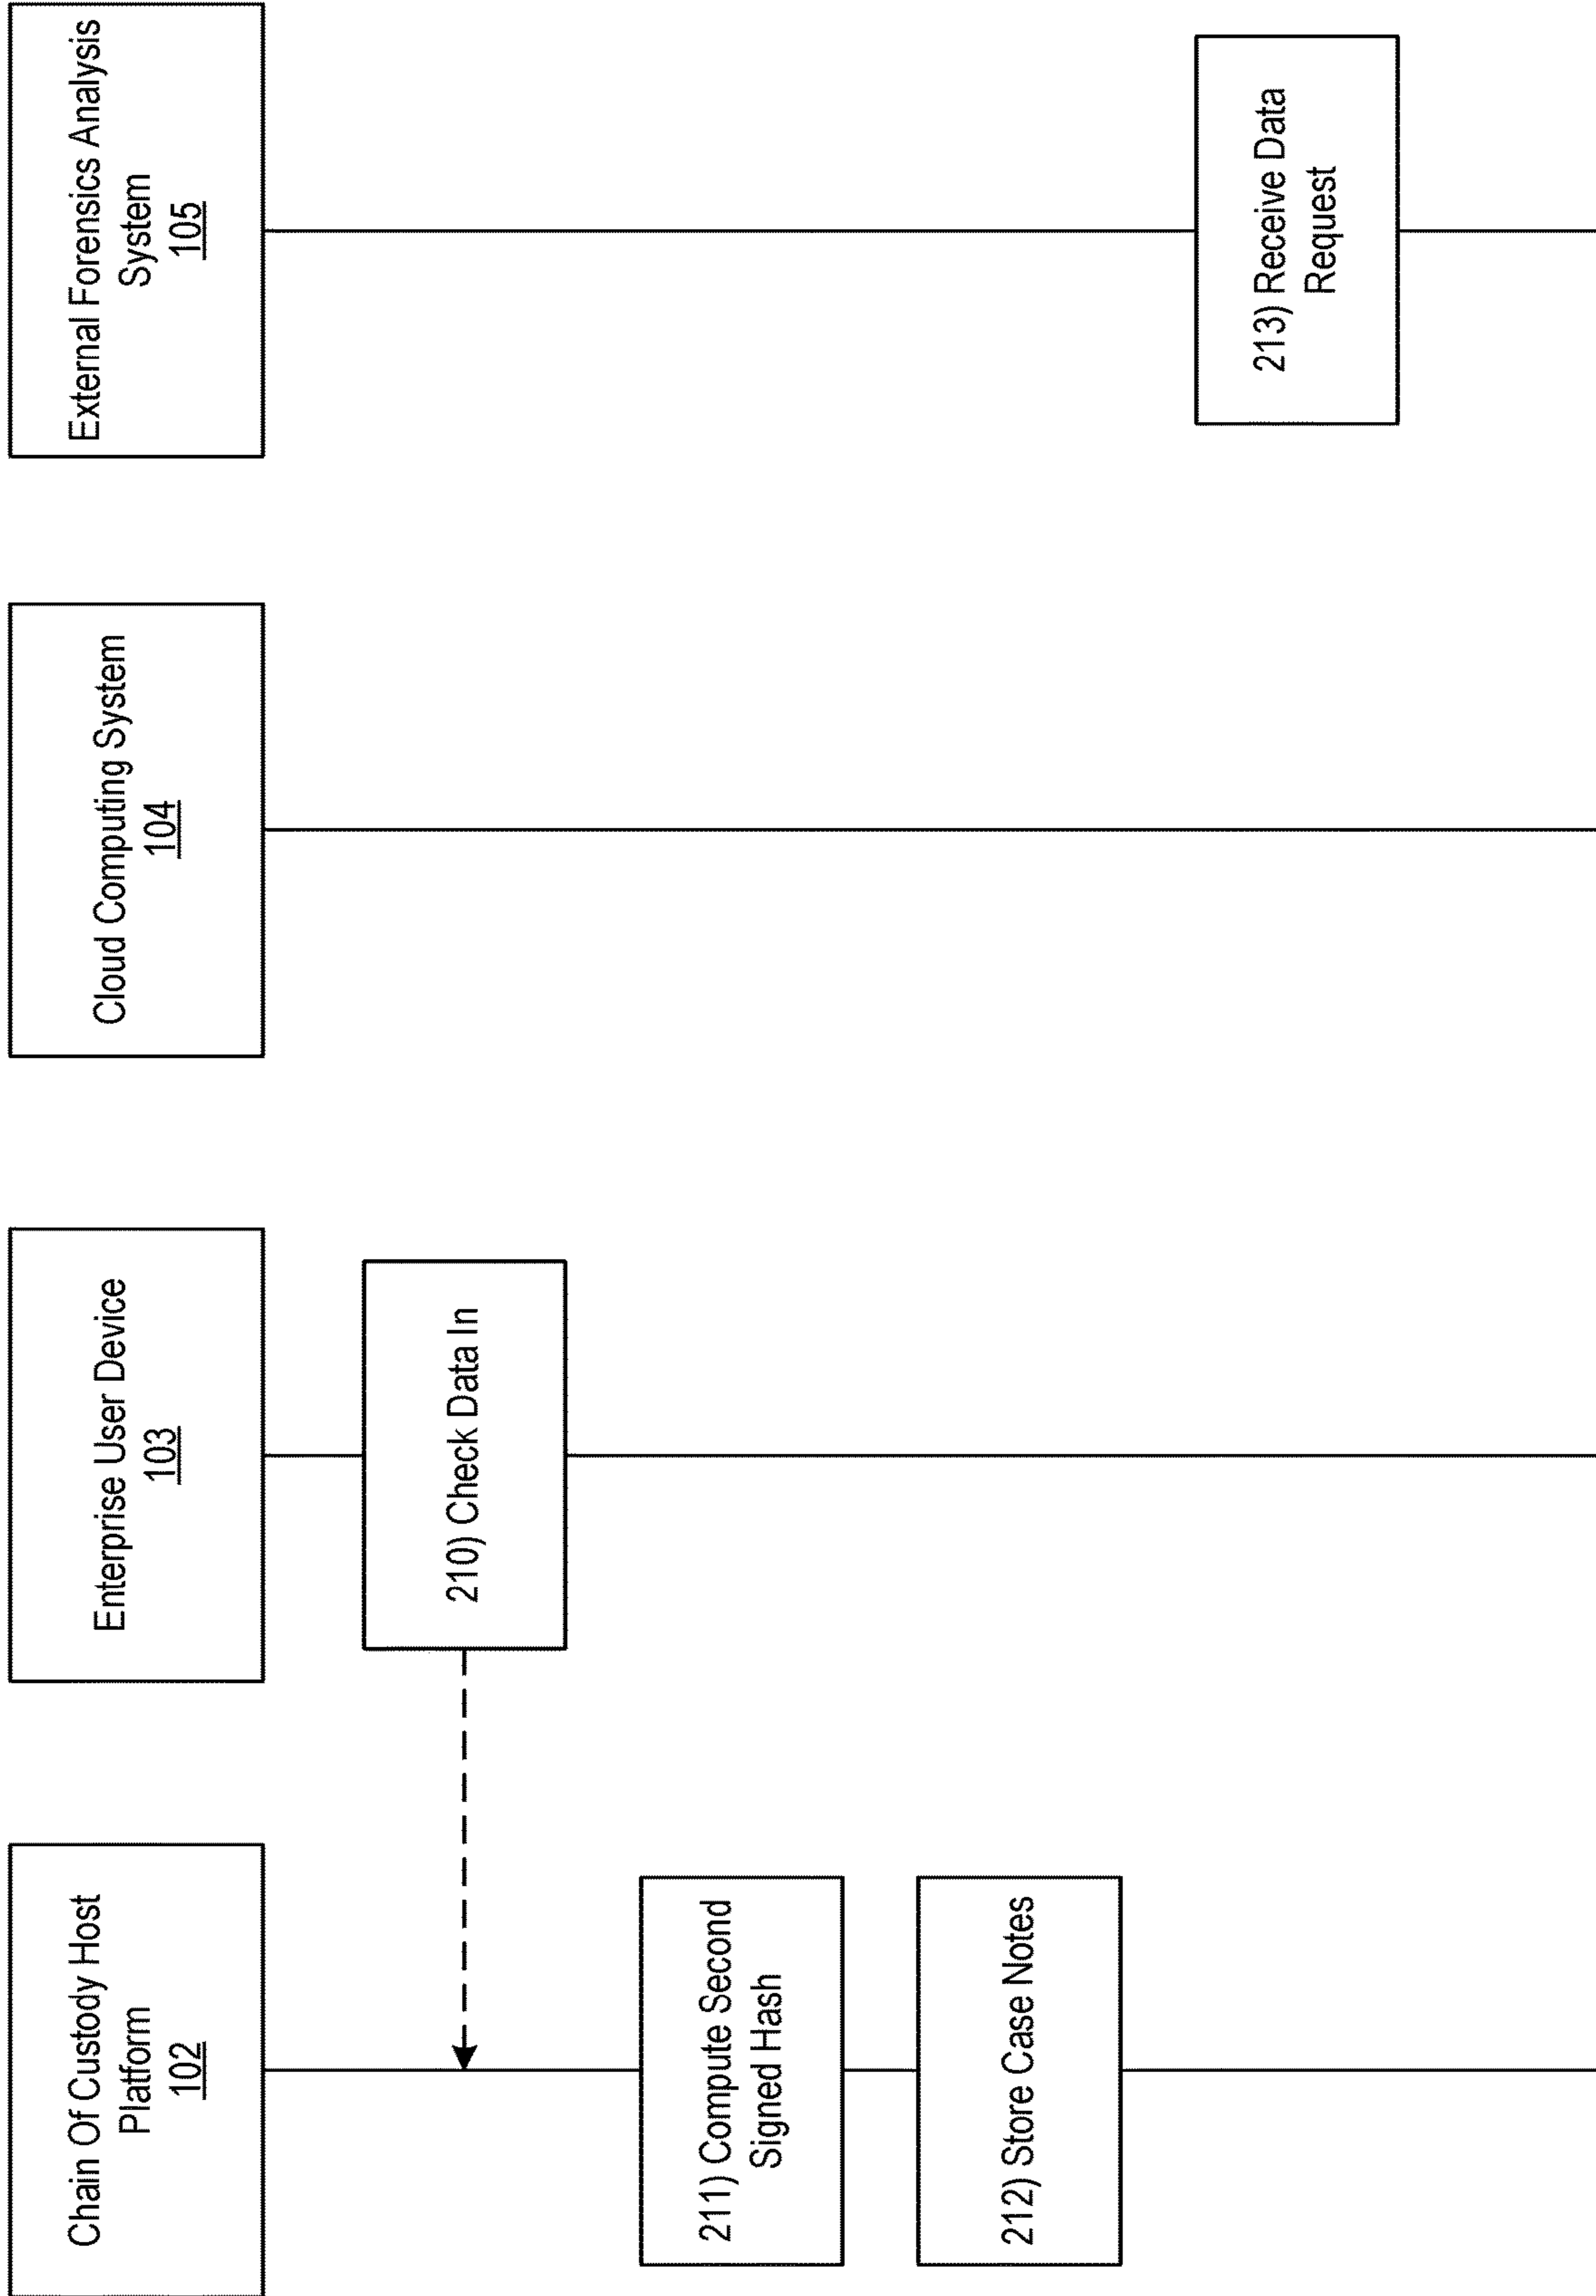 Chain Of Custody Host
Platform
102
Enterprise User Device
103
Cloud Computing System
104
External Forensics Analysis
System
105
210) Check Data In
211) Compute Second
Signed Hash
212) Store Case Notes
213) Receive Data
Request